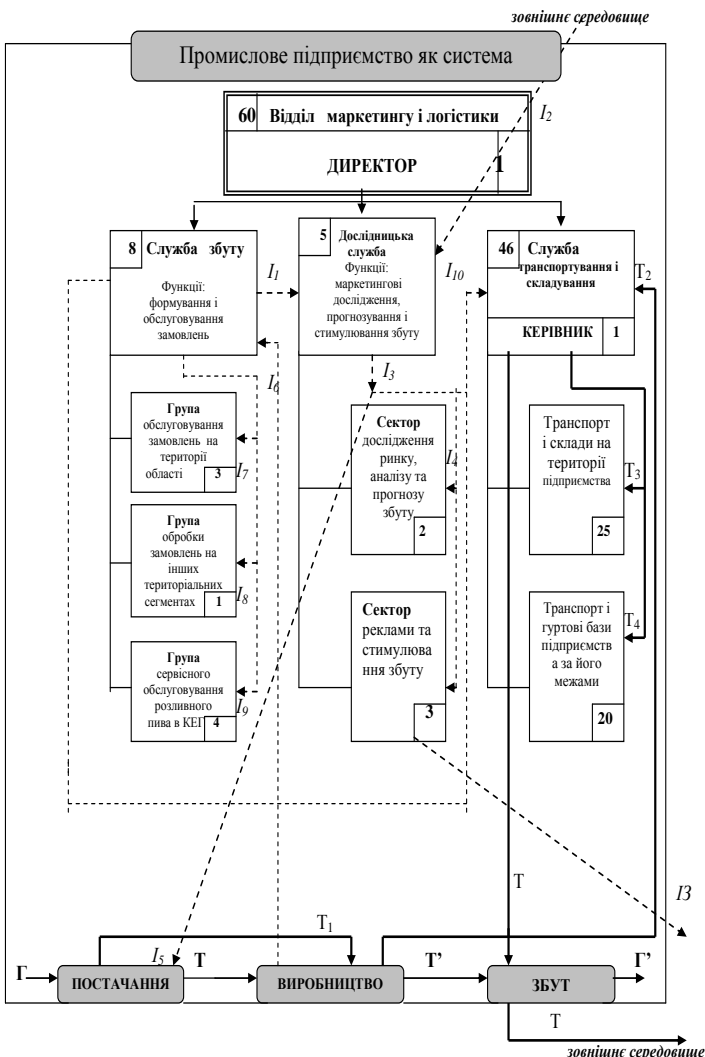 зовнішнє середовище
Промислове підприємство як система
I2
60 Відділ маркетингу і логістики
ДИРЕКТОР 1
8 Служба збуту
Функції:
формування і
обслуговування
замовлень
I1
5 Дослідницька
служба
Функції:
маркетингові
дослідження,
прогнозування і
стимулювання збуту
I10
46 Служба
транспортування і
складування
КЕРІВНИК 1
T2
I6
I3
Група
обслуговування
замовлень на
території
області 3
I7
Група
обробки
замовлень на
інших
територіальних
сегментах 1
I8
Група
сервісного
обслуговування
розливного
пива в КЕГ 4
I9
Сектор
дослідження
ринку,
аналізу та
прогнозу
збуту
2
I4
Сектор
реклами та
стимулюва
ння збуту
3
Транспорт
і склади на
території
підприємства
25
T3
Транспорт і
гуртові бази
підприємств
а за його
межами
20
T4
T
I3
T1
I5
Г
ПОСТАЧАННЯ
T
ВИРОБНИЦТВО
T’
ЗБУТ
Г’
T
зовнішнє середовище